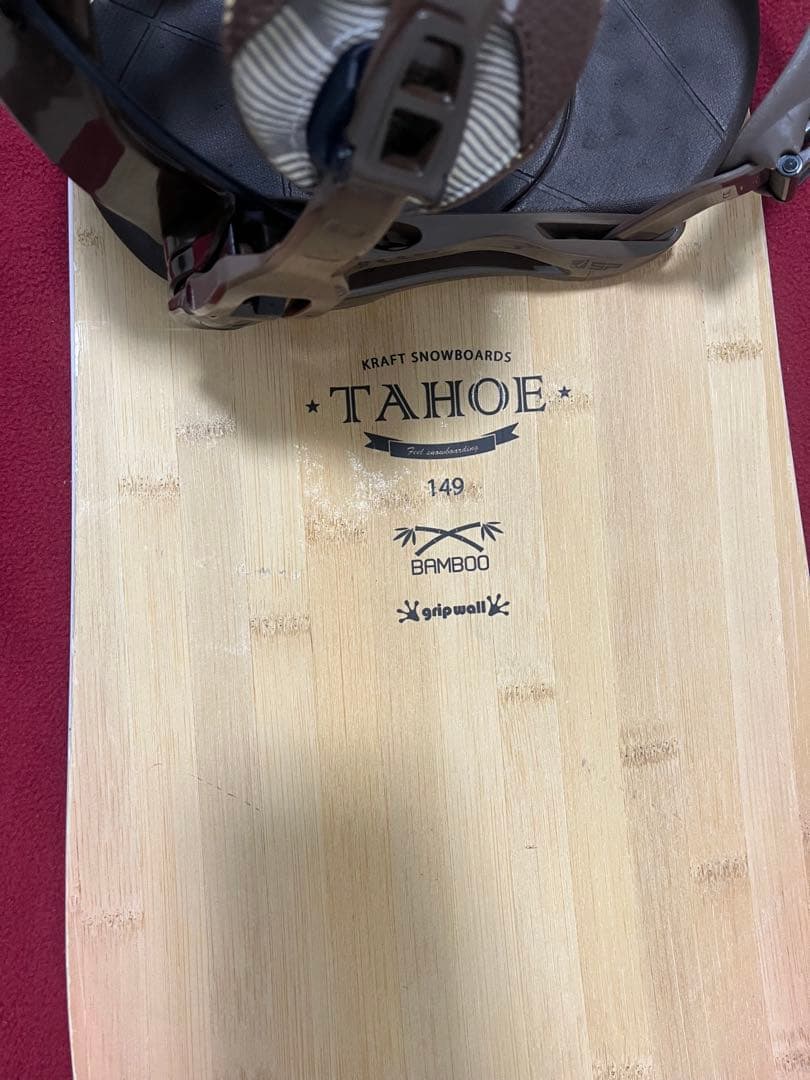 KRAFT SNOWBOARDS
★ TAHOE ★
Feel snowboarding
149
BAMBOO
gripwall